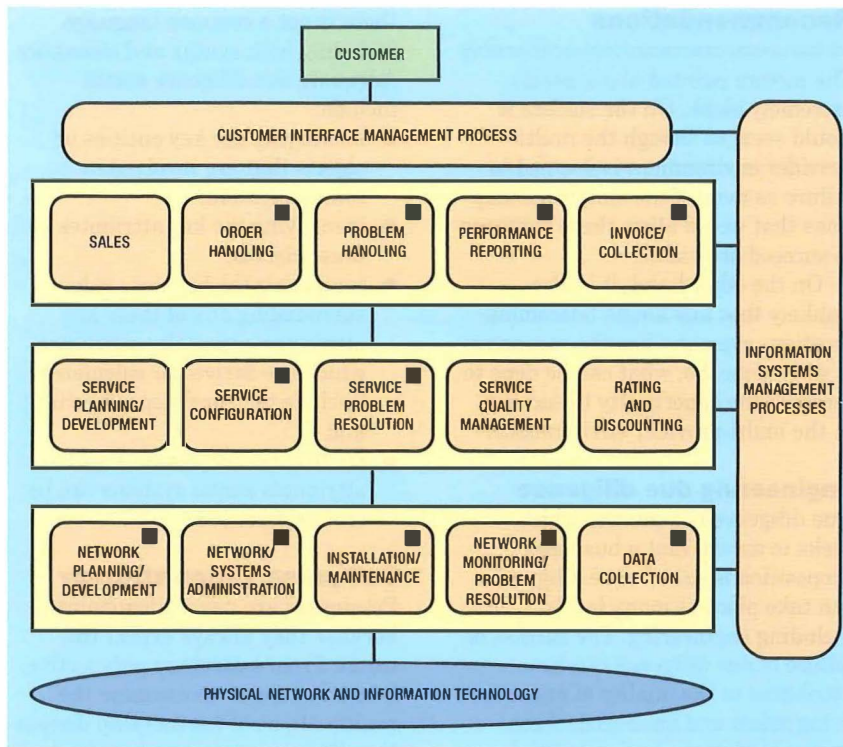 CUSTOMER
CUSTOMER INTERFACE MANAGEMENT PROCESS
SALES
ORDER
HANLING
PROBLEM
HANDLING
PERFORMANCE
REPORTING
INVOICE/
COLLECTION
SERVICE
PLANNING/
DEVELOPMENT
SERVICE
CONFIGURATION
SERVICE
PROBLEM
RESOLUTION
SERVICE
QUALITY
MANAGEMENT
RATING
AND
DISCOUNTING
NETWORK
PLANNING/
DEVELOPMENT
NETWORK/
SYSTEMS
ADMINISTRATION
INSTALLATION/
MAINTENANCE
NETWORK
MONITORING/
PROBLEM
RESOLUTION
DATA
COLLECTION
PHYSICAL NETWORK AND INFORMATION TECHNOLOGY
INFORMATION
SYSTEMS
MANAGEMENT
PROCESSES